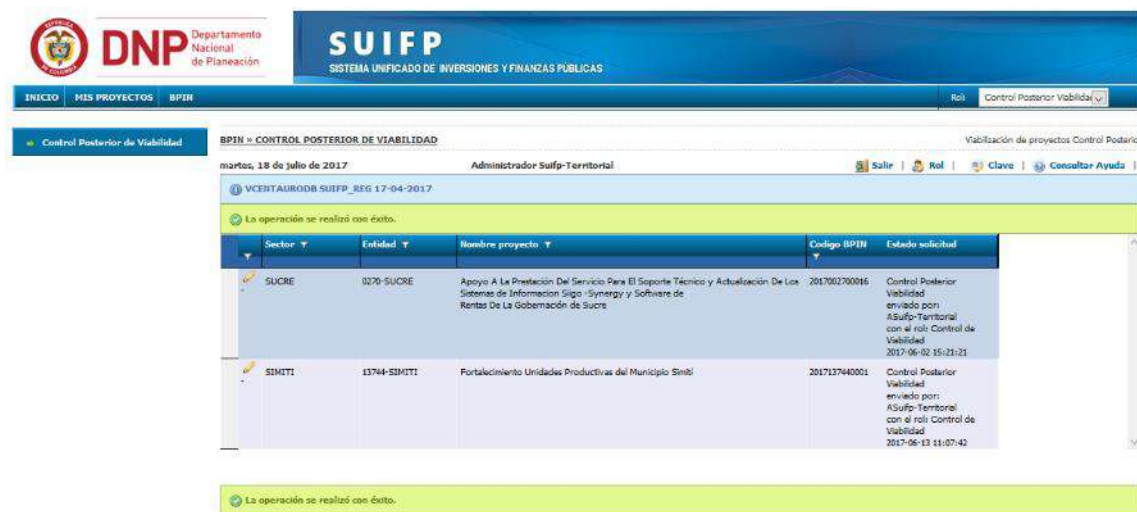 REPÚBLICA
DE COLOMBIA
DNP
Departamento
Nacional
de Planeación
SUIFP
SISTEMA UNIFICADO DE INVERSIONES Y FINANZAS PÚBLICAS
INICIO MIS PROYECTOS BPIN
Rol: Control Posterior Viabilidad
Control Posterior de Viabilidad
BPIN » CONTROL POSTERIOR DE VIABILIDAD
Viabilización de proyectos Control Posterio
martes, 18 de julio de 2017 Administrador Suifp-Territorial Salir | Rol | Clave | Consultar Ayuda |
VCENTAURODB SUIFP_REG 17-04-2017
La operación se realizó con éxito.
Sector Entidad Nombre proyecto Codigo BPIN Estado solicitud
SUCRE 0270-SUCRE Apoyo A La Prestación Del Servicio Para El Soporte Técnico y Actualización De Los 2017002700016 Control Posterior
Sistemas de Informacion Siigo -Synergy y Software de Viabilidad
Rentas De La Gobernación de Sucre enviado por:
ASuifp-Territorial
con el rol: Control de
Viabilidad
2017-06-02 15:21:21
SIMITI 13744-SIMITI Fortalecimiento Unidades Productivas del Municipio Simití 2017137440001 Control Posterior
Viabilidad
enviado por:
ASuifp-Territorial
con el rol: Control de
Viabilidad
2017-06-13 11:07:42
La operación se realizó con éxito.